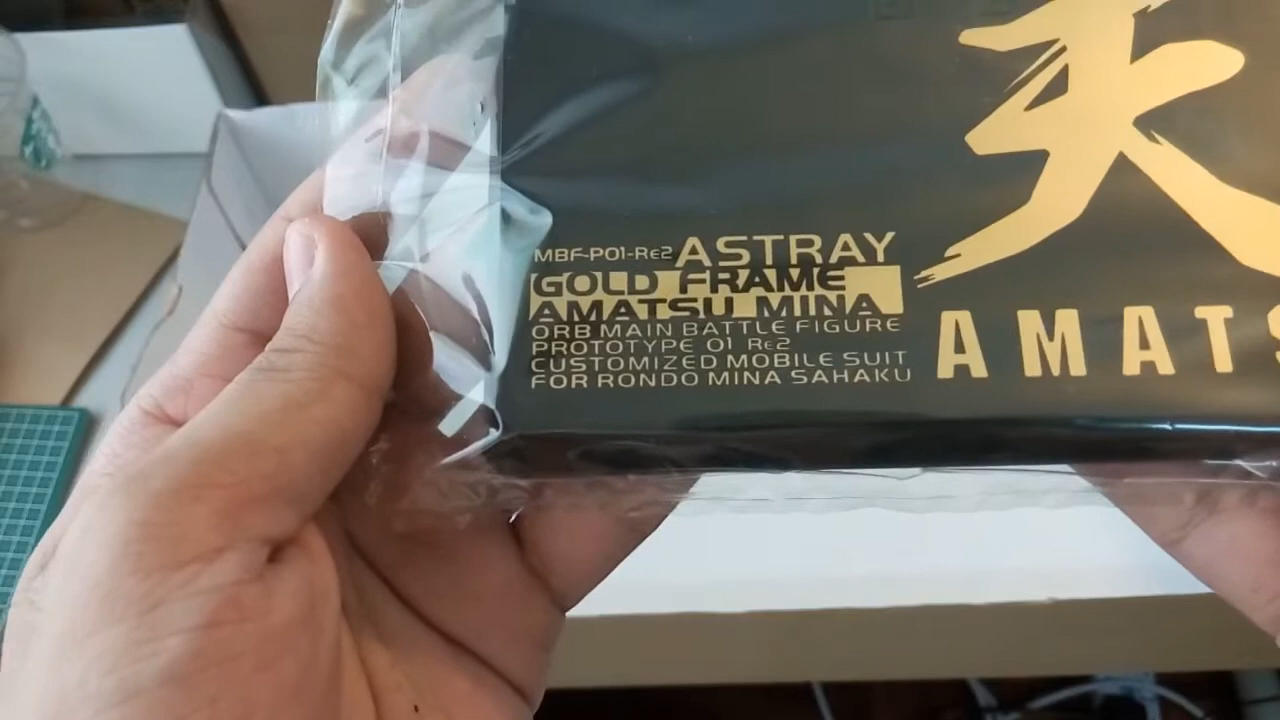 天
MBF-P01-Re2 ASTRAY
GOLD FRAME
AMATSU MINA
ORB MAIN BATTLE FIGURE
PROTOTYPE 01 Re2
CUSTOMIZED MOBILE SUIT
FOR RONDO MINA SAHAKU
AMATS